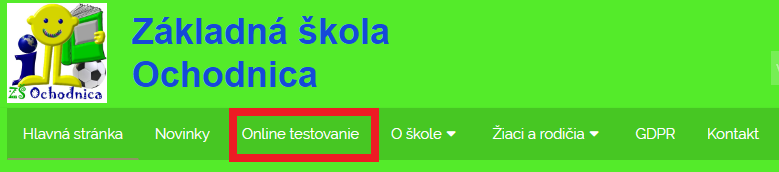 Základná škola
Ochodnica
ZŠ Ochodnica
Hlavná stránka Novinky Online testovanie O škole Žiaci a rodičia GDPR Kontakt